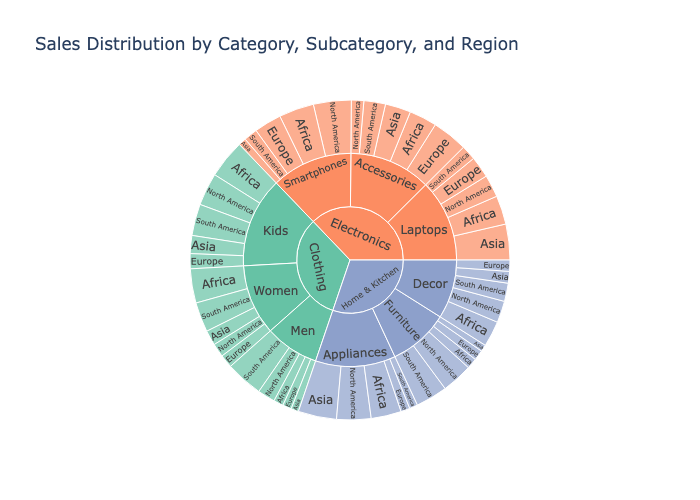 Sales Distribution by Category, Subcategory, and Region
Electronics
Laptops
Asia
Africa
North America
Europe
South America
Accessories
Europe
Africa
Asia
South America
North America
Smartphones
North America
Africa
Europe
South America
Asia
Clothing
Kids
Africa
North America
South America
Asia
Europe
Women
Africa
South America
Asia
North America
Europe
Men
South America
North America
Africa
Europe
Asia
Home & Kitchen
Appliances
Asia
North America
Africa
Europe
South America
Furniture
South America
North America
Africa
Europe
Asia
Decor
Africa
North America
South America
Asia
Europe